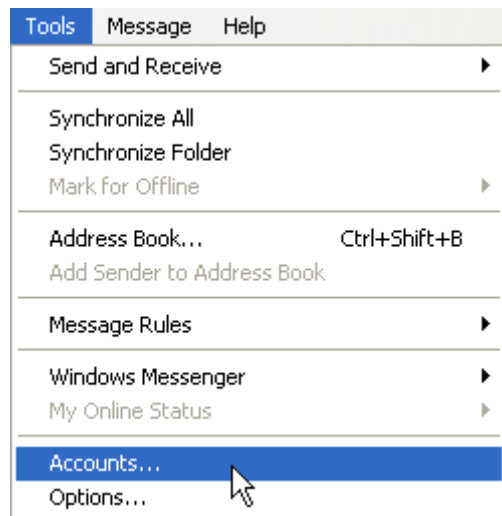 Tools Message Help
Send and Receive
Synchronize All
Synchronize Folder
Mark for Offline
Address Book... Ctrl+Shift+B
Add Sender to Address Book
Message Rules
Windows Messenger
My Online Status
Accounts...
Options...